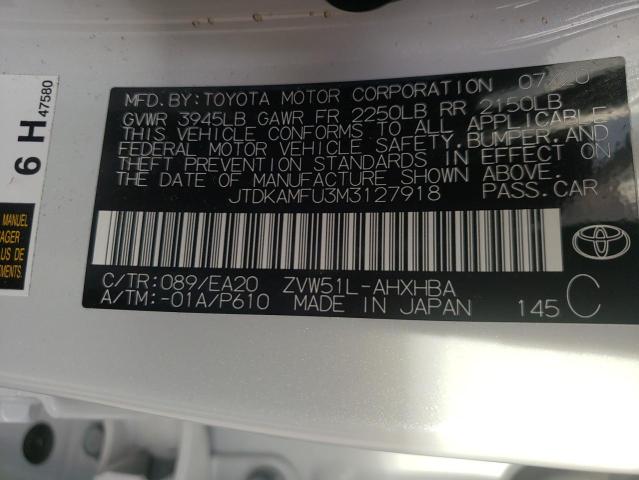 MFD.BY:TOYOTA MOTOR CORPORATION
GVWR 3945LB GAWR FR 2250LB RR 2150LB
THIS VEHICLE CONFORMS TO ALL APPLICABLE
FEDERAL MOTOR VEHICLE SAFETY,BUMPER,AND
THEFT PREVENTION STANDARDS IN EFFECT ON
THE DATE OF MANUFACTURE SHOWN ABOVE.
JTDKAMFU3M3127918 PASS.CAR
C/TR:089/EA20 ZVW51L-AHXHBA
A/TM:-01A/P610 MADE IN JAPAN 145 C
6 H 47580
MANUEL
MENTS.